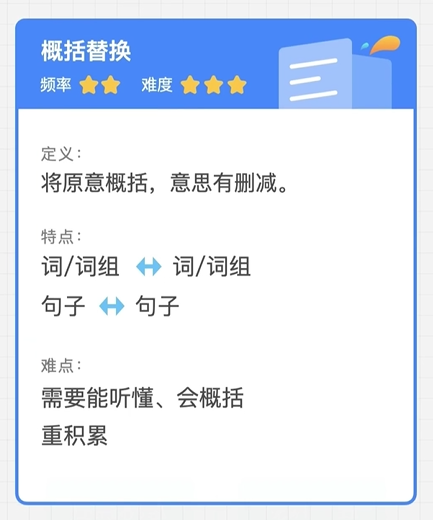 概括替换
频率 难度
定义：
将原意概括，意思有删减。
特点：
词/词组 词/词组
句子 句子
难点：
需要能听懂、会概括
重积累